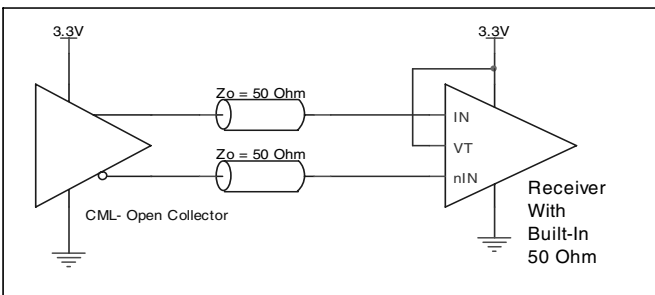 3.3V
3.3V
Zo = 50 Ohm
IN
VT
Zo = 50 Ohm
nIN
CML- Open Collector
Receiver
With
Built-In
50 Ohm